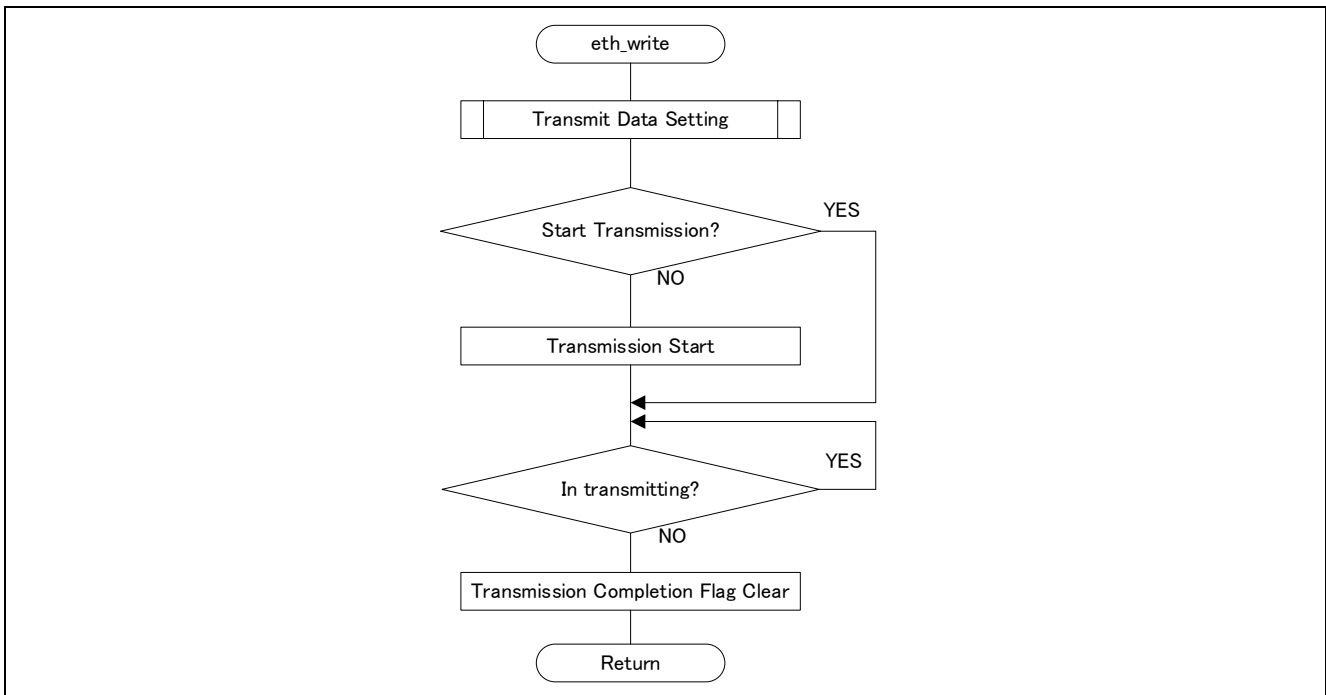 eth_write
Transmit Data Setting
YES
Start Transmission?
NO
Transmission Start
YES
In transmitting?
NO
Transmission Completion Flag Clear
Return